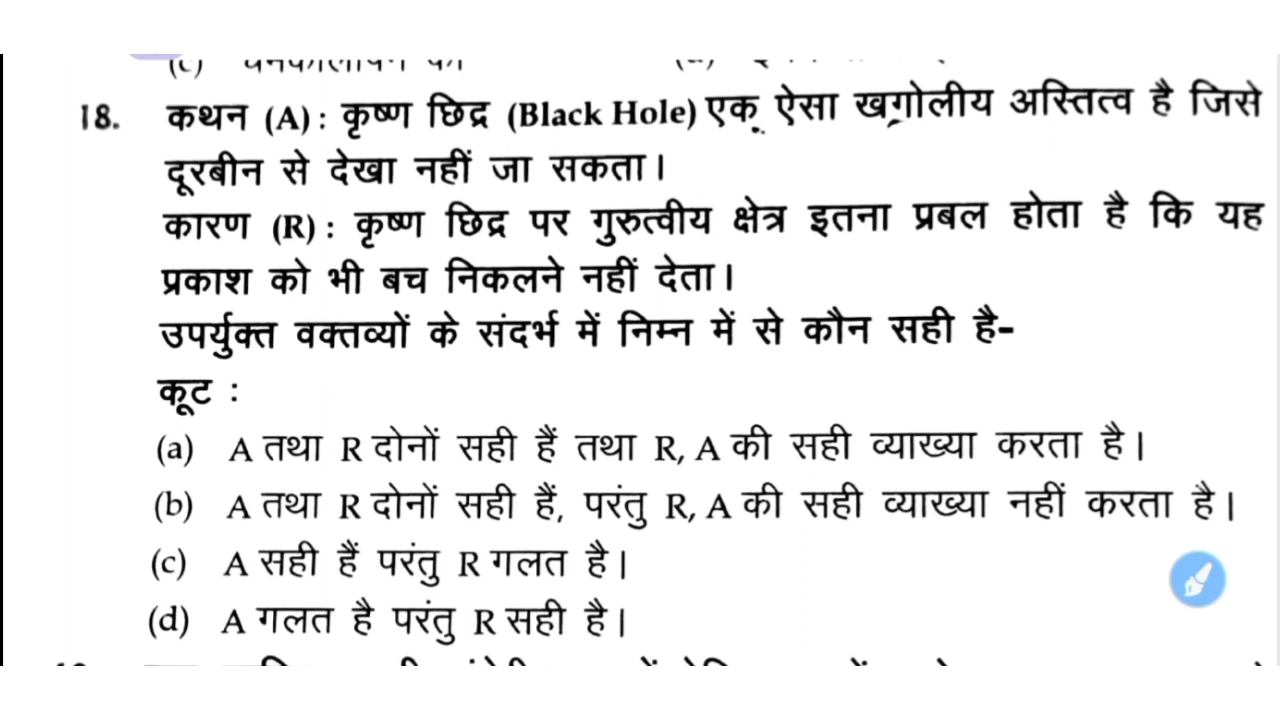 18. कथन (A) : कृष्ण छिद्र (Black Hole) एक ऐसा खगोलीय अस्तित्व है जिसे
दूरबीन से देखा नहीं जा सकता।
कारण (R) : कृष्ण छिद्र पर गुरुत्वीय क्षेत्र इतना प्रबल होता है कि यह
प्रकाश को भी बच निकलने नहीं देता।
उपर्युक्त वक्तव्यों के संदर्भ में निम्न में से कौन सही है-
कूट :
(a) A तथा R दोनों सही हैं तथा R, A की सही व्याख्या करता है।
(b) A तथा R दोनों सही हैं, परंतु R, A की सही व्याख्या नहीं करता है।
(c) A सही हैं परंतु R गलत है।
(d) A गलत है परंतु R सही है।